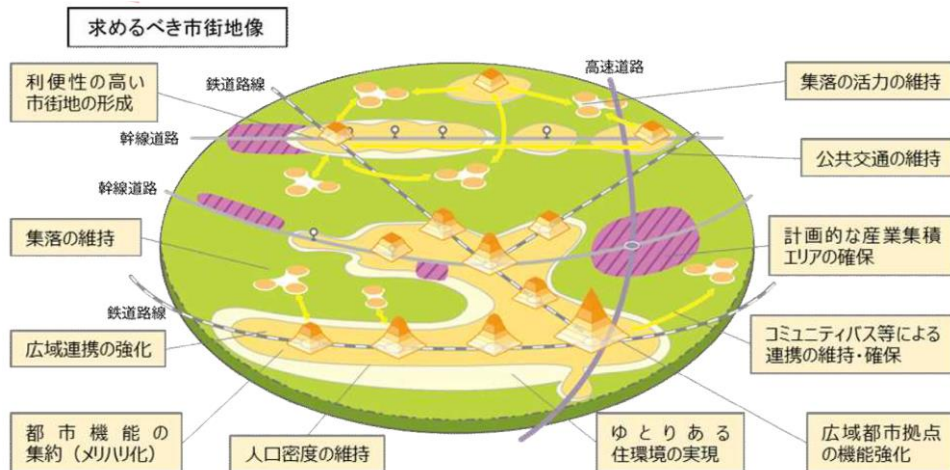 求めるべき市街地像
利便性の高い
市街地の形成
鉄道路線
高速道路
集落の活力の維持
幹線道路
公共交通の維持
幹線道路
集落の維持
計画的な産業集積
エリアの確保
鉄道路線
広域連携の強化
コミュニティバス等による
連携の維持・確保
都市機能の
集約（メリハリ化）
人口密度の維持
ゆとりある
住環境の実現
広域都市拠点
の機能強化